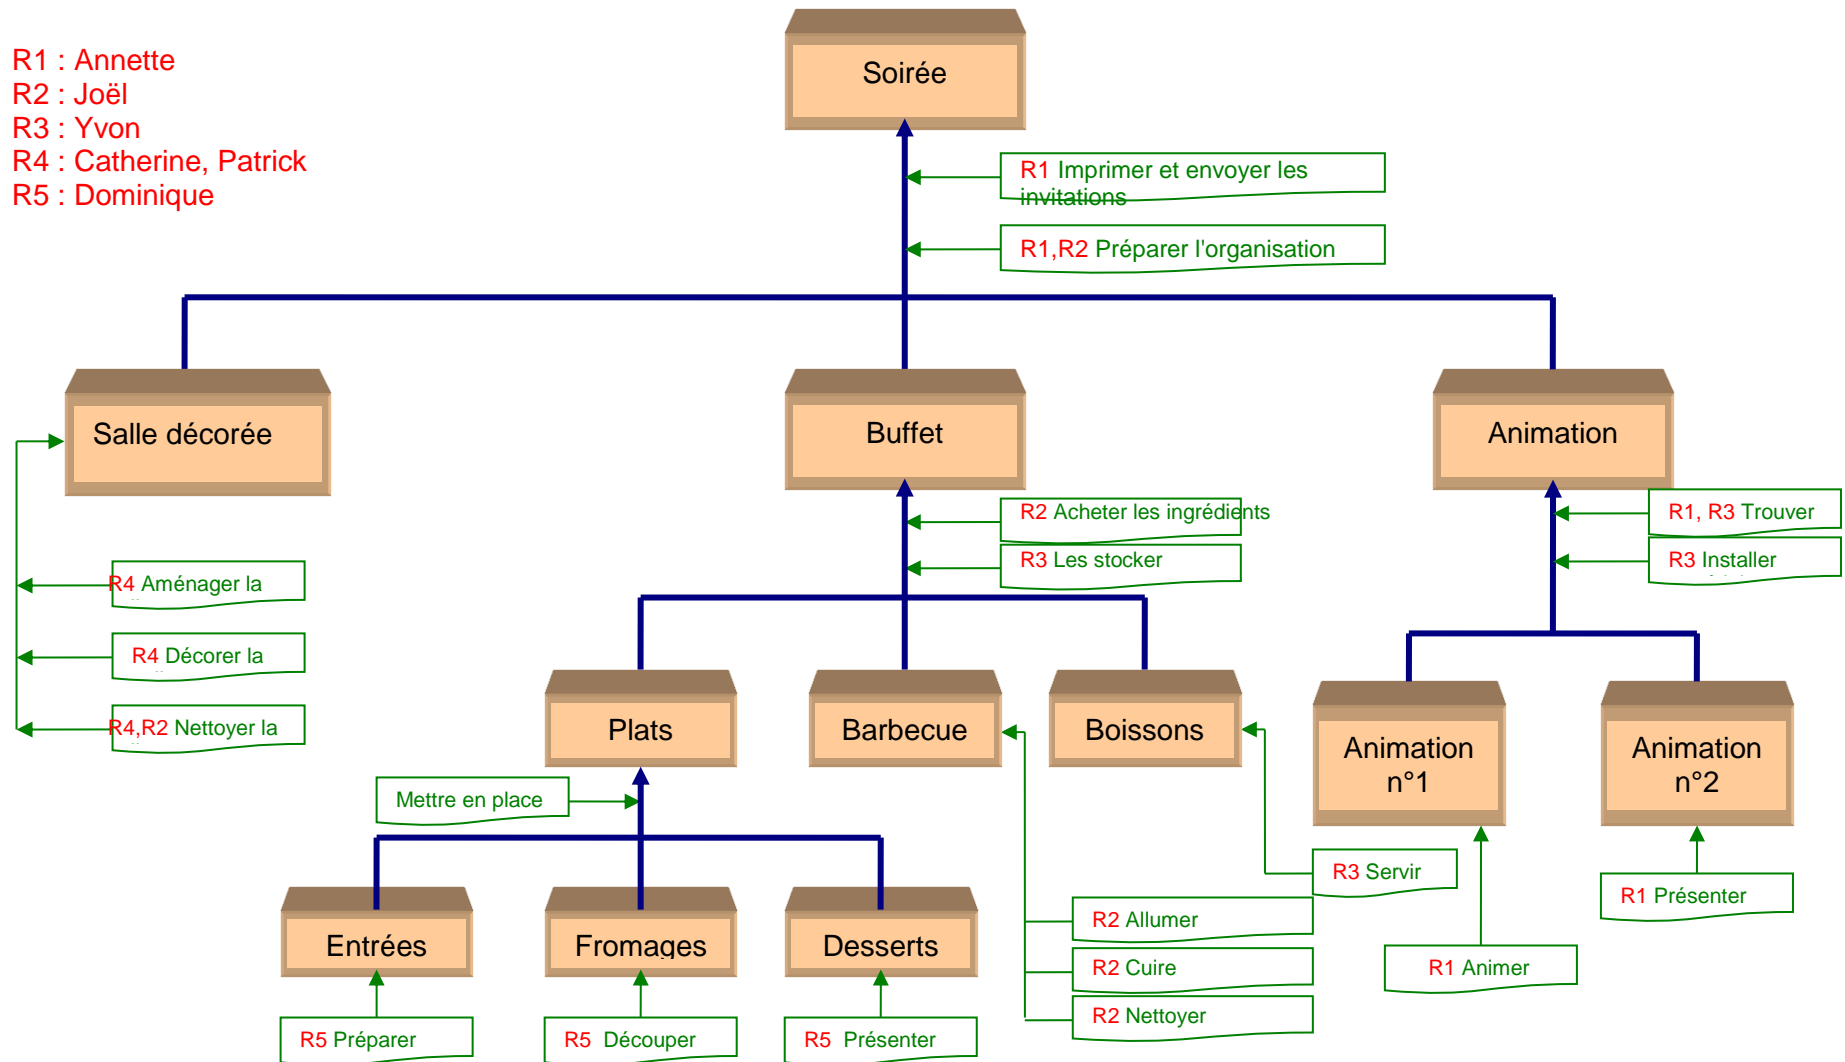 R1 : Annette
R2 : Joël
R3 : Yvon
R4 : Catherine, Patrick
R5 : Dominique
Soirée
R1 Imprimer et envoyer les
invitations
R1,R2 Préparer l'organisation
Salle décorée
Buffet
Animation
R2 Acheter les ingrédients
R3 Les stocker
R1, R3 Trouver
R3 Installer
R4 Aménager la
R4 Décorer la
R4,R2 Nettoyer la
Plats
Barbecue
Boissons
Animation
n°1
Animation
n°2
Mettre en place
R3 Servir
R1 Présenter
R2 Allumer
R2 Cuire
R2 Nettoyer
R1 Animer
Entrées
Fromages
Desserts
R5 Préparer
R5 Découper
R5 Présenter